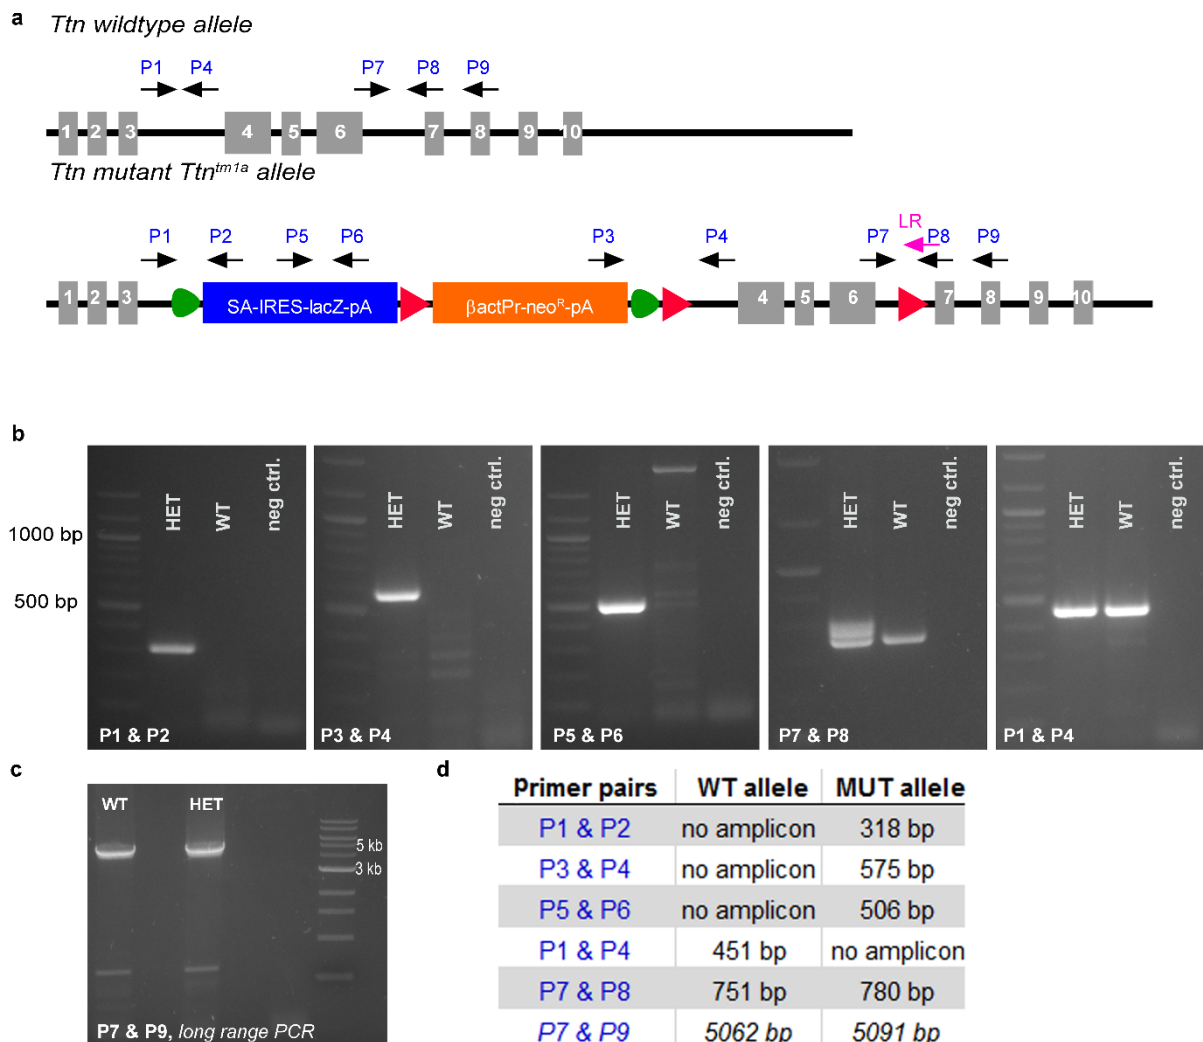 a
Ttn wildtype allele
P1 P4 P7 P8 P9
1 2 3 4 5 6 7 8 9 10
Ttn mutant Ttn^tm1a allele
LR
P1 P2 P5 P6 P3 P4 P7 P8 P9
1 2 3 SA-IRES-lacZ-pA βactPr-neo^R-pA 4 5 6 7 8 9 10
b
HET WT neg ctrl.
HET WT neg ctrl.
HET WT neg ctrl.
HET WT neg ctrl.
HET WT neg ctrl.
1000 bp
500 bp
P1 & P2
P3 & P4
P5 & P6
P7 & P8
P1 & P4
c
WT HET
5 kb
3 kb
P7 & P9, long range PCR
d
Primer pairs WT allele MUT allele
P1 & P2 no amplicon 318 bp
P3 & P4 no amplicon 575 bp
P5 & P6 no amplicon 506 bp
P1 & P4 451 bp no amplicon
P7 & P8 751 bp 780 bp
P7 & P9 5062 bp 5091 bp